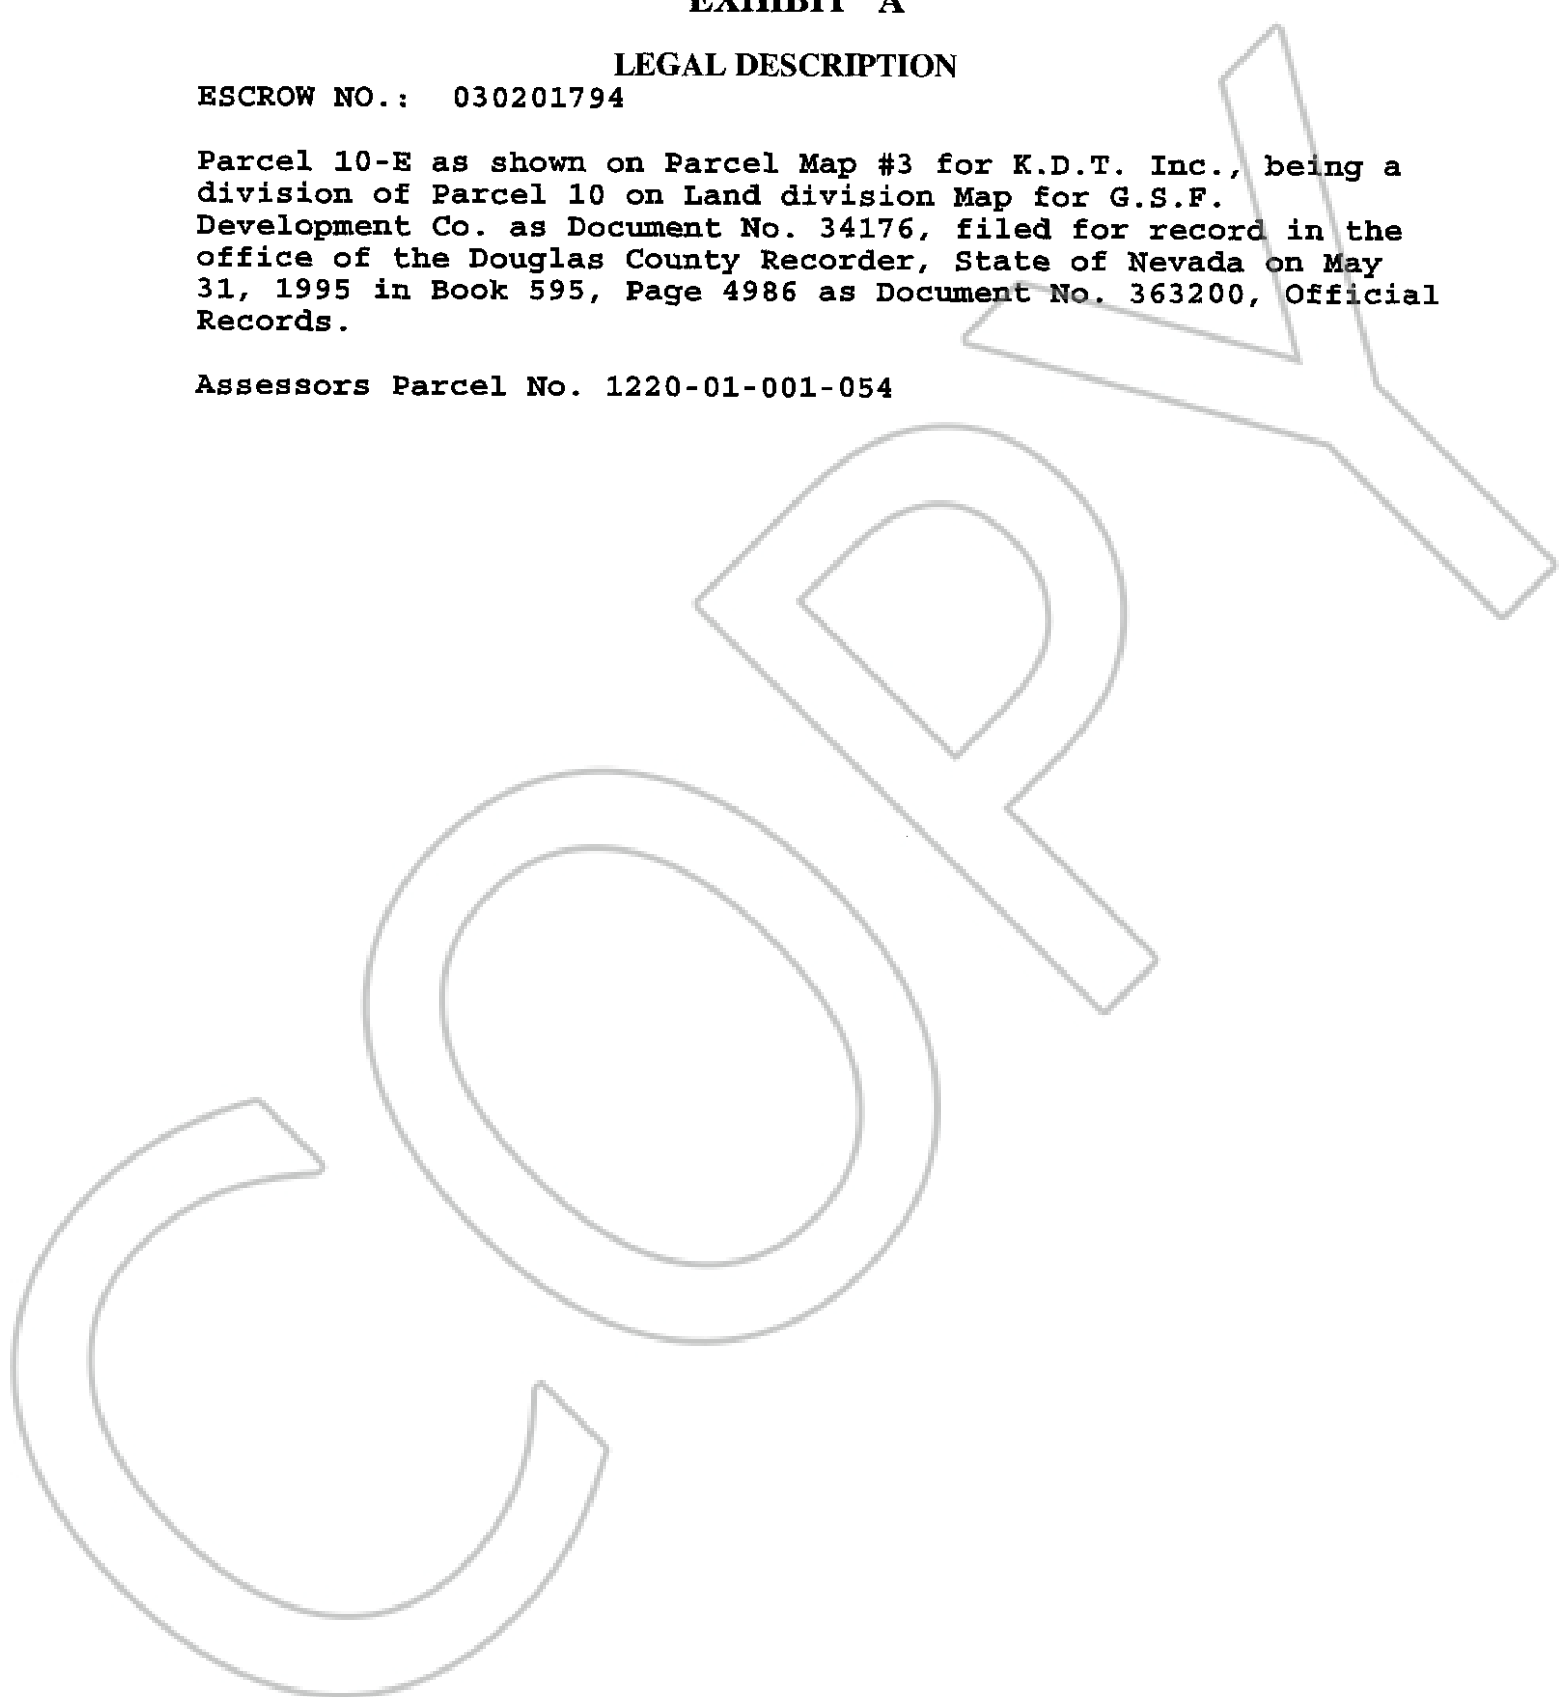 EXHIBIT "A"
LEGAL DESCRIPTION
ESCROW NO.: 030201794
Parcel 10-E as shown on Parcel Map #3 for K.D.T. Inc., being a
division of Parcel 10 on Land division Map for G.S.F.
Development Co. as Document No. 34176, filed for record in the
office of the Douglas County Recorder, State of Nevada on May
31, 1995 in Book 595, Page 4986 as Document No. 363200, Official
Records.
Assessors Parcel No. 1220-01-001-054
COPY